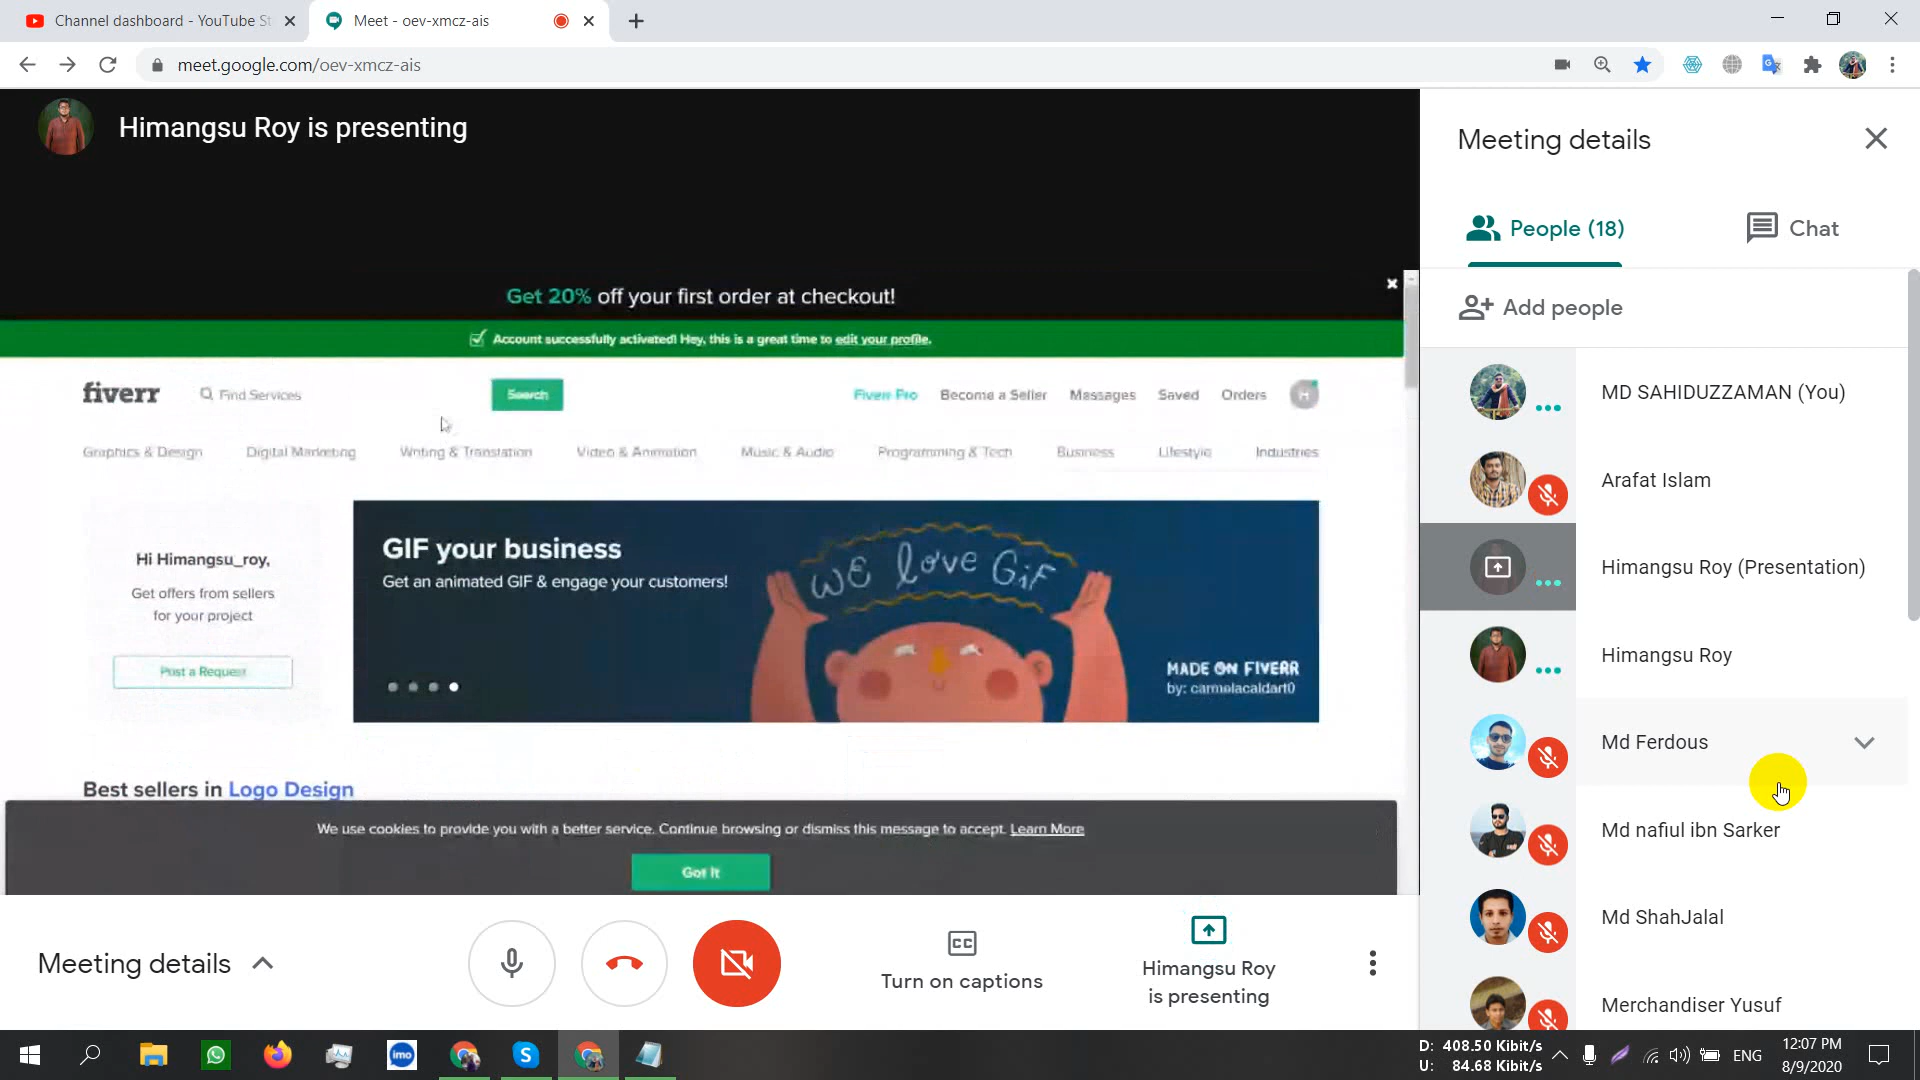 Channel dashboard - YouTube St
Meet - oev-xmcz-ais
meet.google.com/oev-xmcz-ais
Himangsu Roy is presenting
Get 20% off your first order at checkout!
Account successfully activated! Hey, this is a great time to edit your profile.
fiverr
Find Services
Search
Fiverr Pro
Become a Seller
Messages
Saved
Orders
H
Graphics & Design
Digital Marketing
Writing & Translation
Video & Animation
Music & Audio
Programming & Tech
Business
Lifestyle
Industries
Hi Himangsu_roy,
Get offers from sellers
for your project
Post a Request
GIF your business
Get an animated GIF & engage your customers!
We love GiF
MADE ON FIVERR
by: carmelacaldart0
Best sellers in Logo Design
We use cookies to provide you with a better service. Continue browsing or dismiss this message to accept. Learn More
Got It
Meeting details
CC
Turn on captions
Himangsu Roy
is presenting
Meeting details
People (18)
Chat
Add people
MD SAHIDUZZAMAN (You)
Arafat Islam
Himangsu Roy (Presentation)
Himangsu Roy
Md Ferdous
Md nafiul ibn Sarker
Md ShahJalal
Merchandiser Yusuf
imo
D: 408.50 Kibit/s
U: 84.68 Kibit/s
ENG
12:07 PM
8/9/2020